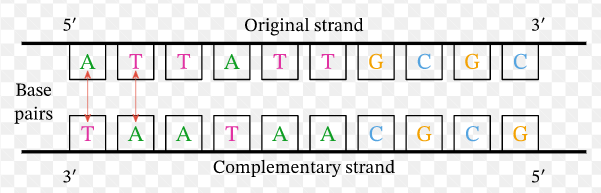 5′ Original strand 3′
A T T A T T G C G C
Base
pairs
T A A T A A C G C G
3′ Complementary strand 5′